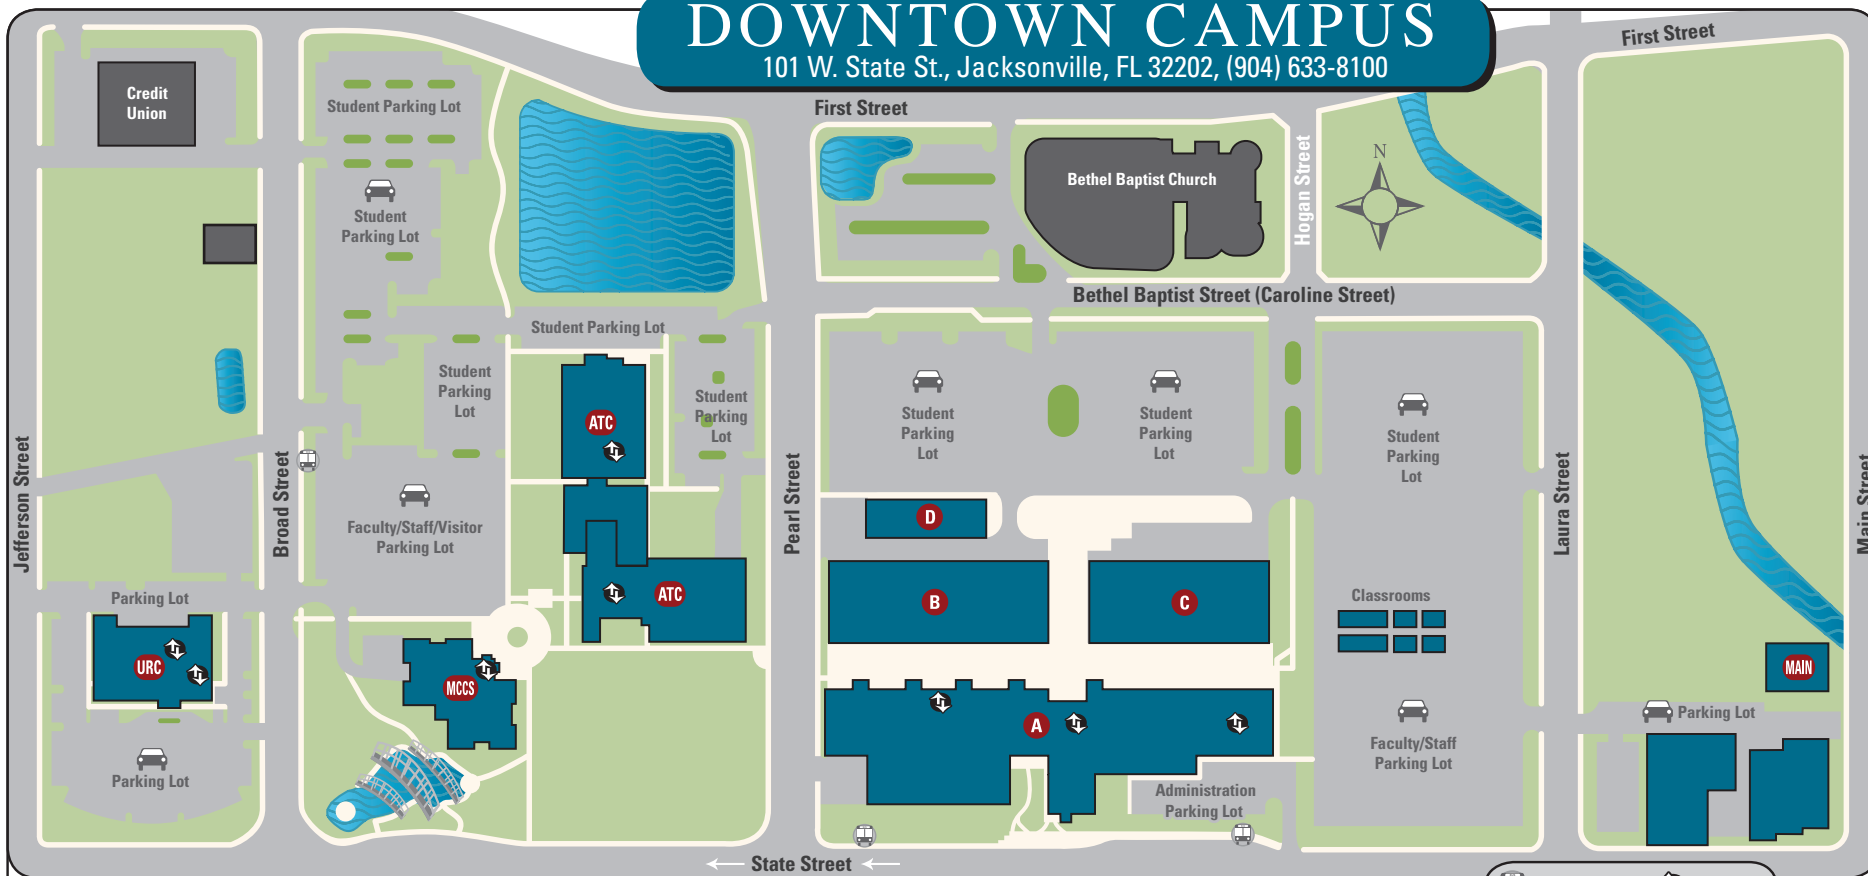 DOWNTOWN CAMPUS
101 W. State St., Jacksonville, FL 32202, (904) 633-8100
First Street
First Street
Credit
Union
Student Parking Lot
Student
Parking Lot
Bethel Baptist Church
Hogan Street
N
Bethel Baptist Street (Caroline Street)
Student Parking Lot
Student
Parking
Lot
ATC
Student
Parking
Lot
Student
Parking
Lot
Student
Parking
Lot
Student
Parking
Lot
Jefferson Street
Broad Street
Pearl Street
Laura Street
Main Street
Faculty/Staff/Visitor
Parking Lot
D
ATC
B
C
Classrooms
Parking Lot
URC
MCCS
A
MAIN
Parking Lot
Faculty/Staff
Parking Lot
Parking Lot
Administration
Parking Lot
State Street